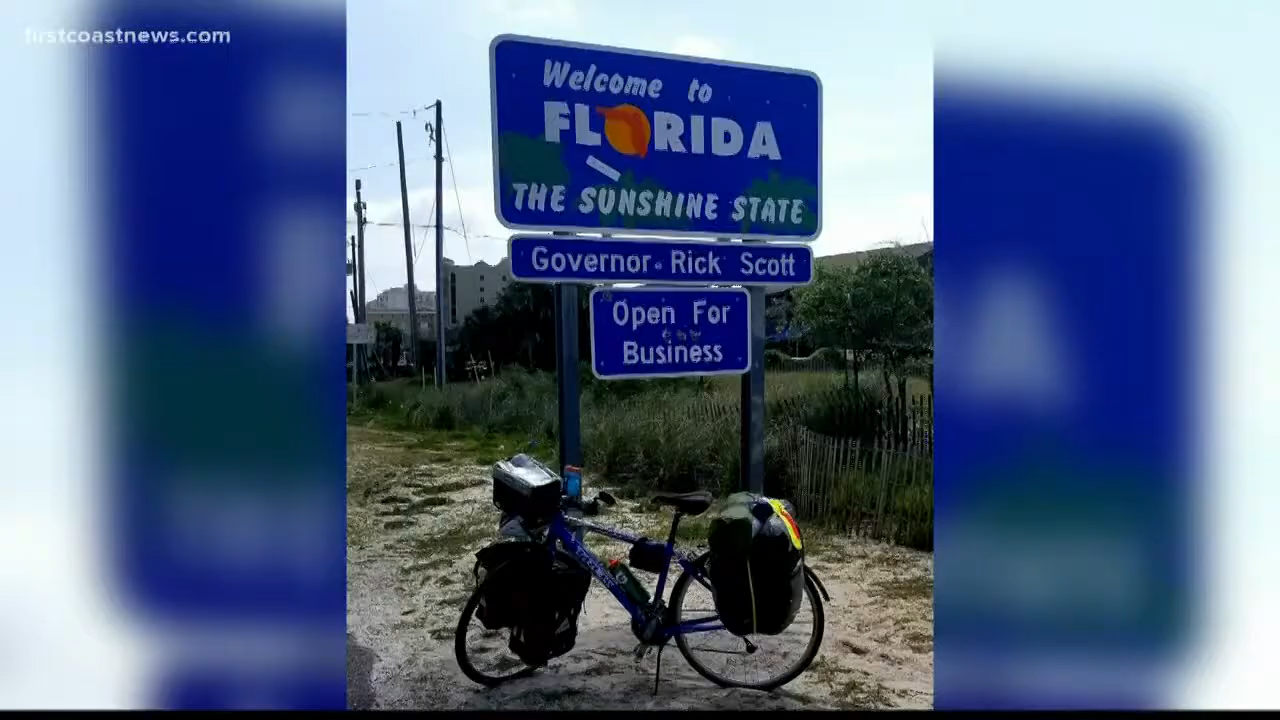 firstcoastnews.com
Welcome to
FLORIDA
THE SUNSHINE STATE
Governor Rick Scott
Open For
Business